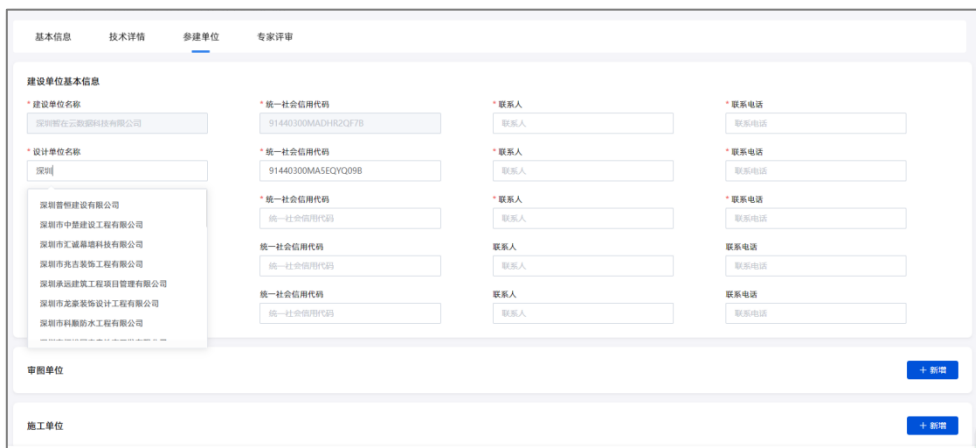 基本信息 技术详情 参建单位 专家评审
建设单位基本信息
* 建设单位名称 * 统一社会信用代码 * 联系人 * 联系电话
深圳帮在云数据科技有限公司 91440300MADHR2QF7B 联系人 联系电话
* 设计单位名称 * 统一社会信用代码 * 联系人 * 联系电话
深圳 91440300MA5EQYQ09B 联系人 联系电话
深圳普恒建设有限公司 * 统一社会信用代码 * 联系人 * 联系电话
深圳市中楚建设工程有限公司 统一社会信用代码 联系人 联系电话
深圳市汇诚幕墙科技有限公司 统一社会信用代码 联系人 联系电话
深圳市兆吉装饰工程有限公司 统一社会信用代码 联系人 联系电话
深圳承远建筑工程项目管理有限公司
深圳市龙豪装饰设计工程有限公司 统一社会信用代码 联系人 联系电话
深圳市科顺防水工程有限公司 统一社会信用代码 联系人 联系电话
审图单位 + 新增
施工单位 + 新增